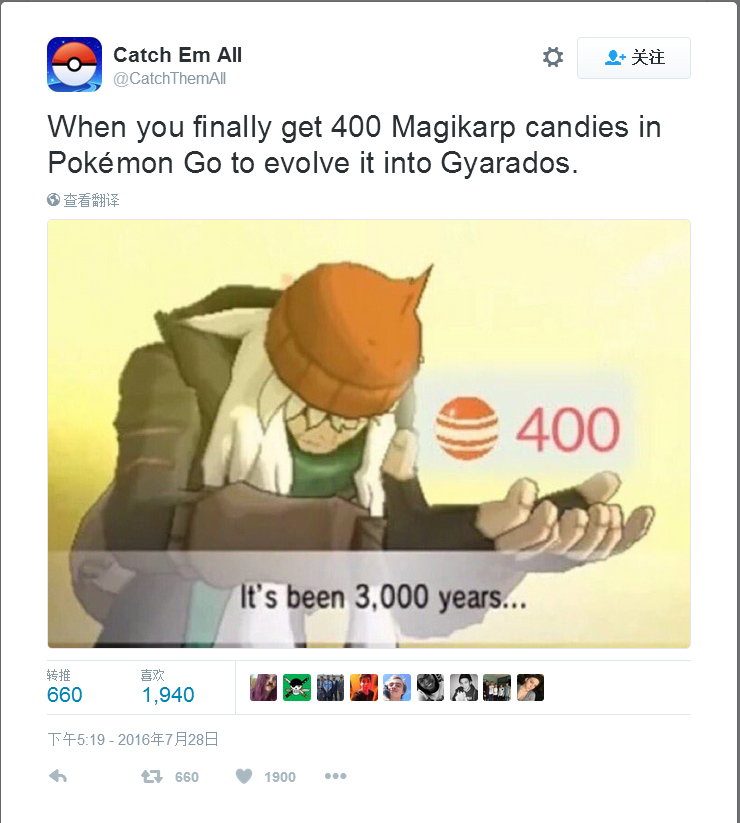 Catch Em All
@CatchThemAll
关注
When you finally get 400 Magikarp candies in
Pokémon Go to evolve it into Gyarados.
查看翻译
400
It's been 3,000 years...
转推 喜欢
660 1,940
下午5:19 - 2016年7月28日
660 1900